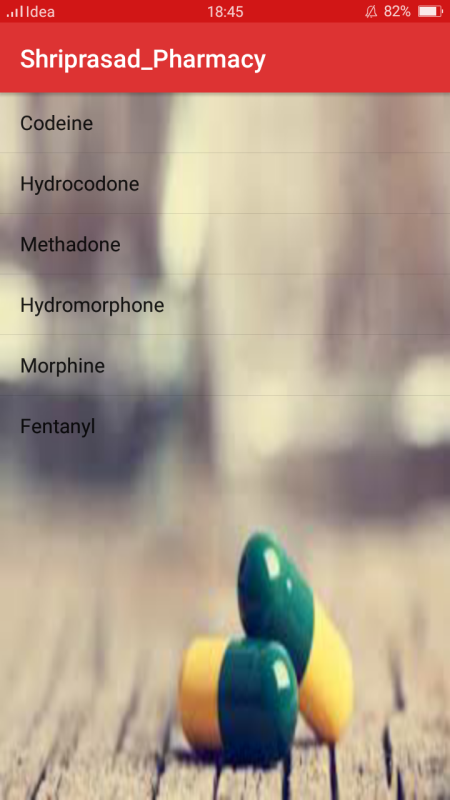 Idea 18:45 82%
Shriprasad_Pharmacy
Codeine
Hydrocodone
Methadone
Hydromorphone
Morphine
Fentanyl